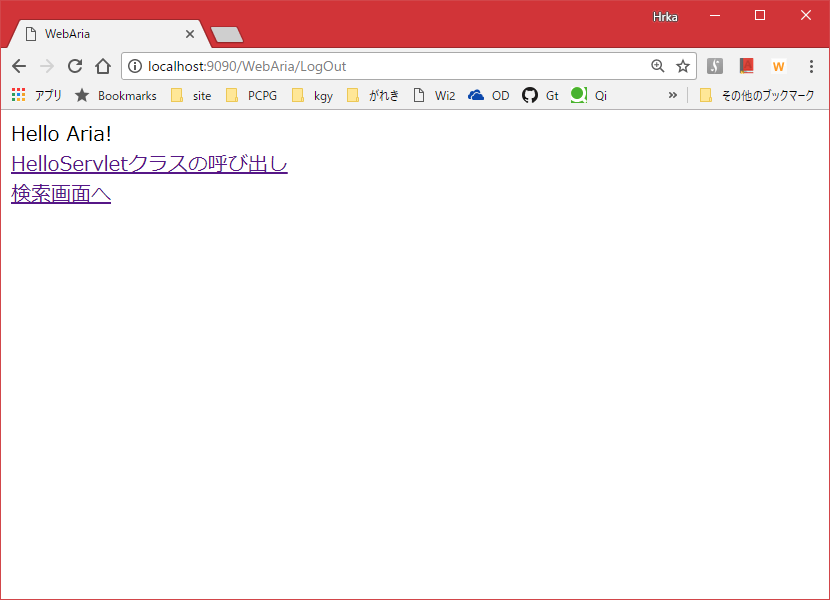 Hrka
WebAria
localhost:9090/WebAria/LogOut
アプリ Bookmarks site PCPG kgy がれき Wi2 OD Gt Qi » その他のブックマーク
Hello Aria!
HelloServletクラスの呼び出し
検索画面へ